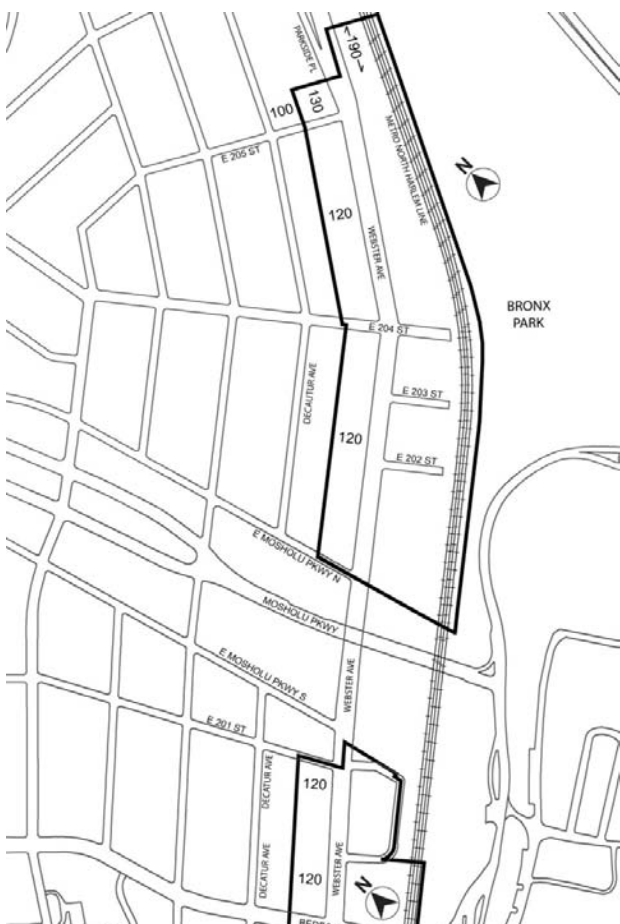 PARKSIDE PL
190
130
100
METRO NORTH HARLEM LINE
E 205 ST
N
120
WEBSTER AVE
BRONX
PARK
E 204 ST
E 203 ST
DECAUTUR AVE
120
E 202 ST
E MOSHOLU PKWY N
MOSHOLU PKWY
E MOSHOLU PKWY S
WEBSTER AVE
E 201 ST
DECATUR AVE
120
DECATUR AVE
120
WEBSTER AVE
N